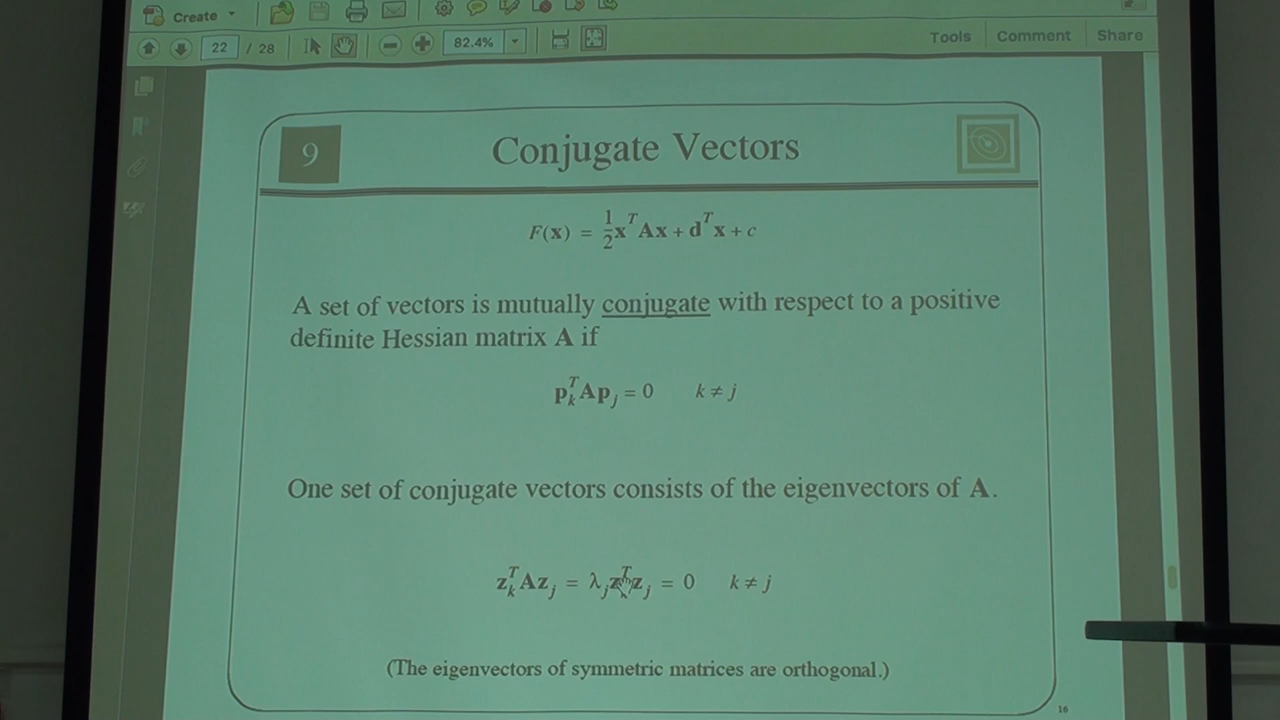 Create
22 / 28
82.4%
Tools
Comment
Share
9
Conjugate Vectors
F(x) = 1/2 x^T Ax + d^T x + c
A set of vectors is mutually conjugate with respect to a positive
definite Hessian matrix A if
p_k^T Ap_j = 0 k ≠ j
One set of conjugate vectors consists of the eigenvectors of A.
z_k^T Az_j = λ_j z_k^T z_j = 0 k ≠ j
(The eigenvectors of symmetric matrices are orthogonal.)
16